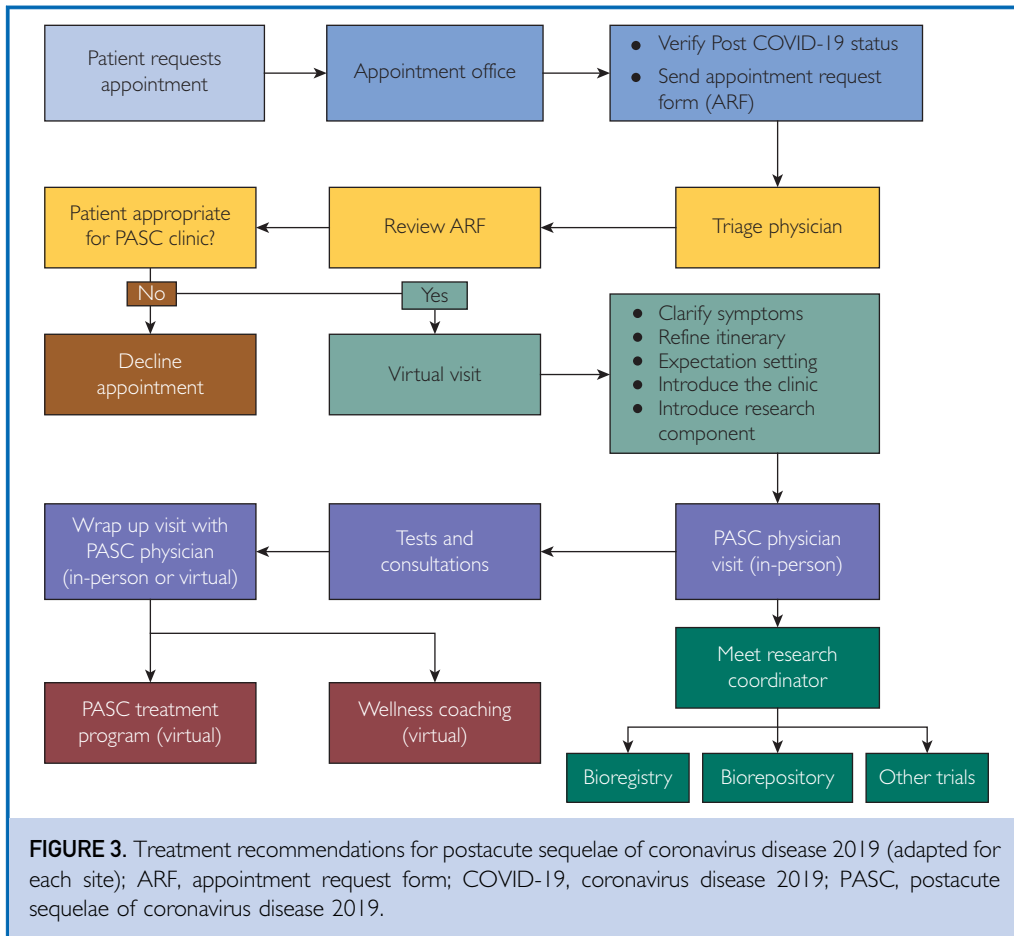 Patient requests
appointment
Appointment office
● Verify Post COVID-19 status
● Send appointment request
form (ARF)
Patient appropriate
for PASC clinic?
Review ARF
Triage physician
No
Yes
Decline
appointment
Virtual visit
● Clarify symptoms
● Refine itinerary
● Expectation setting
● Introduce the clinic
● Introduce research
component
Wrap up visit with
PASC physician
(in-person or virtual)
Tests and
consultations
PASC physician
visit (in-person)
Meet research
coordinator
PASC treatment
program (virtual)
Wellness coaching
(virtual)
Bioregistry
Biorepository
Other trials
FIGURE 3. Treatment recommendations for postacute sequelae of coronavirus disease 2019 (adapted for
each site); ARF, appointment request form; COVID-19, coronavirus disease 2019; PASC, postacute
sequelae of coronavirus disease 2019.